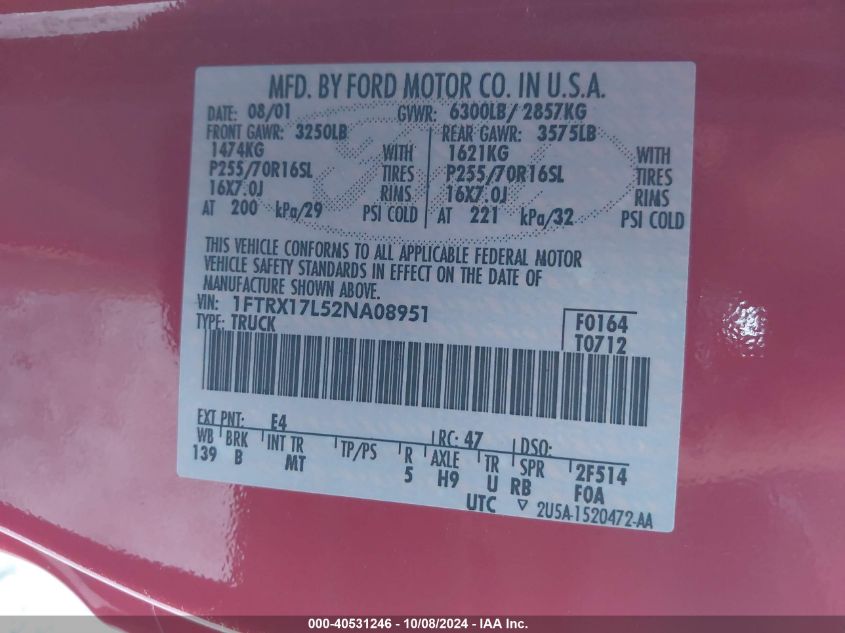 MFD. BY FORD MOTOR CO. IN U.S.A.
DATE: 08/01 GVWR: 6300LB/ 2857KG
FRONT GAWR: 3250LB REAR GAWR: 3575LB
1474KG WITH 1621KG WITH
P255/70R16SL TIRES P255/70R16SL TIRES
16X7.0J RIMS 16X7.0J RIMS
AT 200 kPa/29 PSI COLD AT 221 kPa/32 PSI COLD
THIS VEHICLE CONFORMS TO ALL APPLICABLE FEDERAL MOTOR
VEHICLE SAFETY STANDARDS IN EFFECT ON THE DATE OF
MANUFACTURE SHOWN ABOVE.
VIN: 1FTRX17L52NA08951 F0164
TYPE: TRUCK T0712
EXT PNT: E4 RC: 47 DSO:
WB BRK INT TR TP/PS R AXLE TR SPR 2F514
139 B MT 5 H9 U RB F0A
UTC ▽ 2U5A-1520472-AA
000-40531246 - 10/08/2024 - IAA Inc.